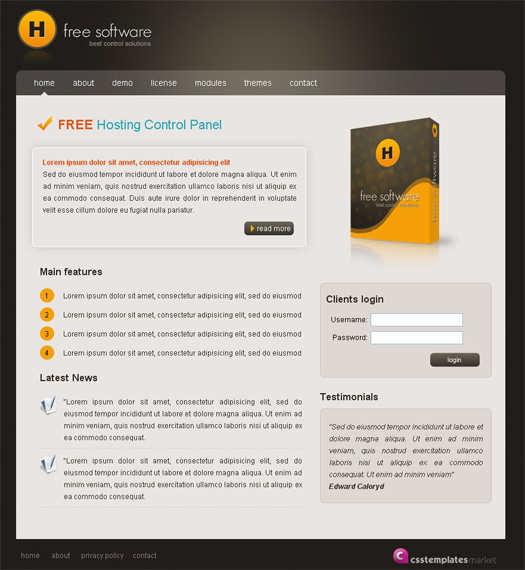 H
free software
best control solutions
home about demo license modules themes contact
FREE Hosting Control Panel
Lorem ipsum dolor sit amet, consectetur adipisicing elit
Sed do eiusmod tempor incididunt ut labore et dolore magna aliqua. Ut enim
ad minim veniam, quis nostrud exercitation ullamco laboris nisi ut aliquip ex
ea commodo consequat. Duis aute irure dolor in reprehenderit in voluptate
velit esse cillum dolore eu fugiat nulla pariatur.
read more
H
free software
best control solutions
Main features
1 Lorem ipsum dolor sit amet, consectetur adipisicing elit, sed do eiusmod
2 Lorem ipsum dolor sit amet, consectetur adipisicing elit, sed do eiusmod
3 Lorem ipsum dolor sit amet, consectetur adipisicing elit, sed do eiusmod
4 Lorem ipsum dolor sit amet, consectetur adipisicing elit, sed do eiusmod
Latest News
"Lorem ipsum dolor sit amet, consectetur adipisicing elit, sed do
eiusmod tempor incididunt ut labore et dolore magna aliqua. Ut enim
ad minim veniam, quis nostrud exercitation ullamco laboris nisi ut aliquip
ex ea commodo consequat.
"Lorem ipsum dolor sit amet, consectetur adipisicing elit, sed do
eiusmod tempor incididunt ut labore et dolore magna aliqua. Ut enim
ad minim veniam, quis nostrud exercitation ullamco laboris nisi ut aliquip
ex ea commodo consequat.
Clients login
Username:
Password:
login
Testimonials
"Sed do eiusmod tempor incididunt ut labore et
dolore magna aliqua. Ut enim ad minim
veniam, quis nostrud exercitation ullamco
laboris nisi ut aliquip ex ea commodo
consequat. Duis aute irure dolor in
reprehenderit in voluptate velit"
Edward Caloryd
home about privacy policy contact
csstemplatesmarket